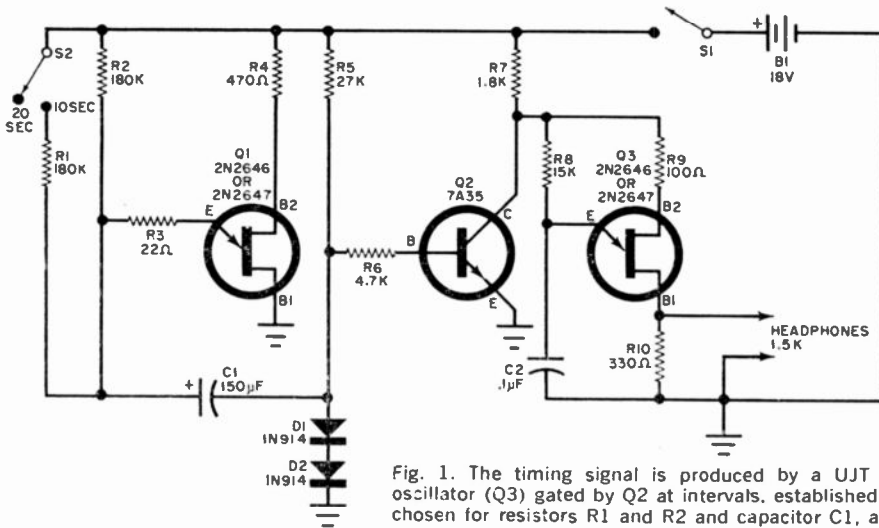 S2
20
SEC
10SEC
R1
180K
R2
180K
R3
22Ω
R4
470Ω
Q1
2N2646
OR
2N2647
E
B2
B1
C1
+
150µF
R5
27K
R6
4.7K
D1
1N914
D2
1N914
R7
1.8K
Q2
7A35
B
C
E
R8
15K
Q3
2N2646
OR
2N2647
R9
100Ω
E
B2
B1
C2
.1µF
R10
330Ω
HEADPHONES
1.5K
S1
+
B1
18V
Fig. 1. The timing signal is produced by a UJT
oscillator (Q3) gated by Q2 at intervals, established
chosen for resistors R1 and R2 and capacitor C1, a